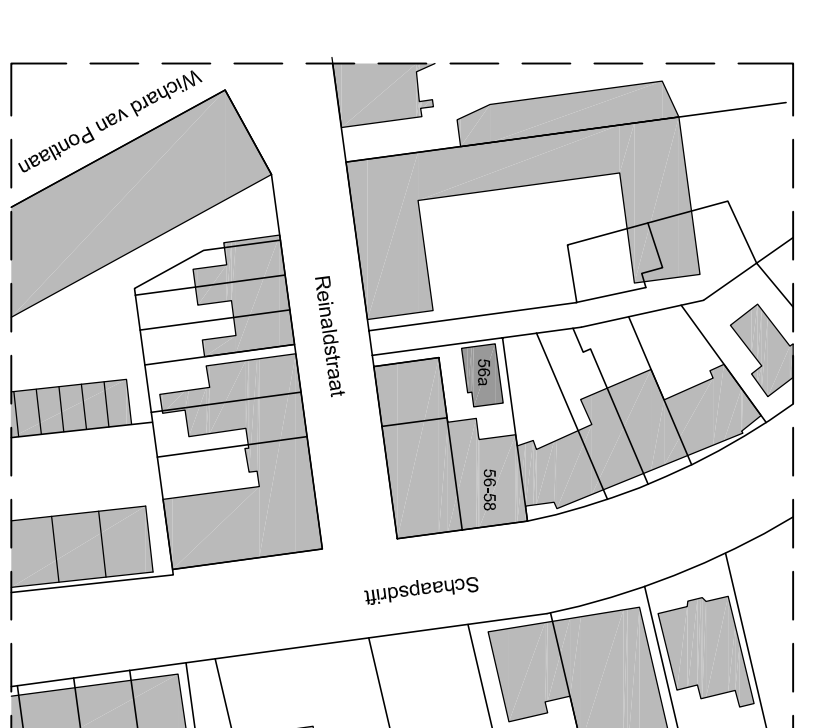 Wichard van Pontlaan
Reinaldstraat
56a
56-58
Schaapsdrift